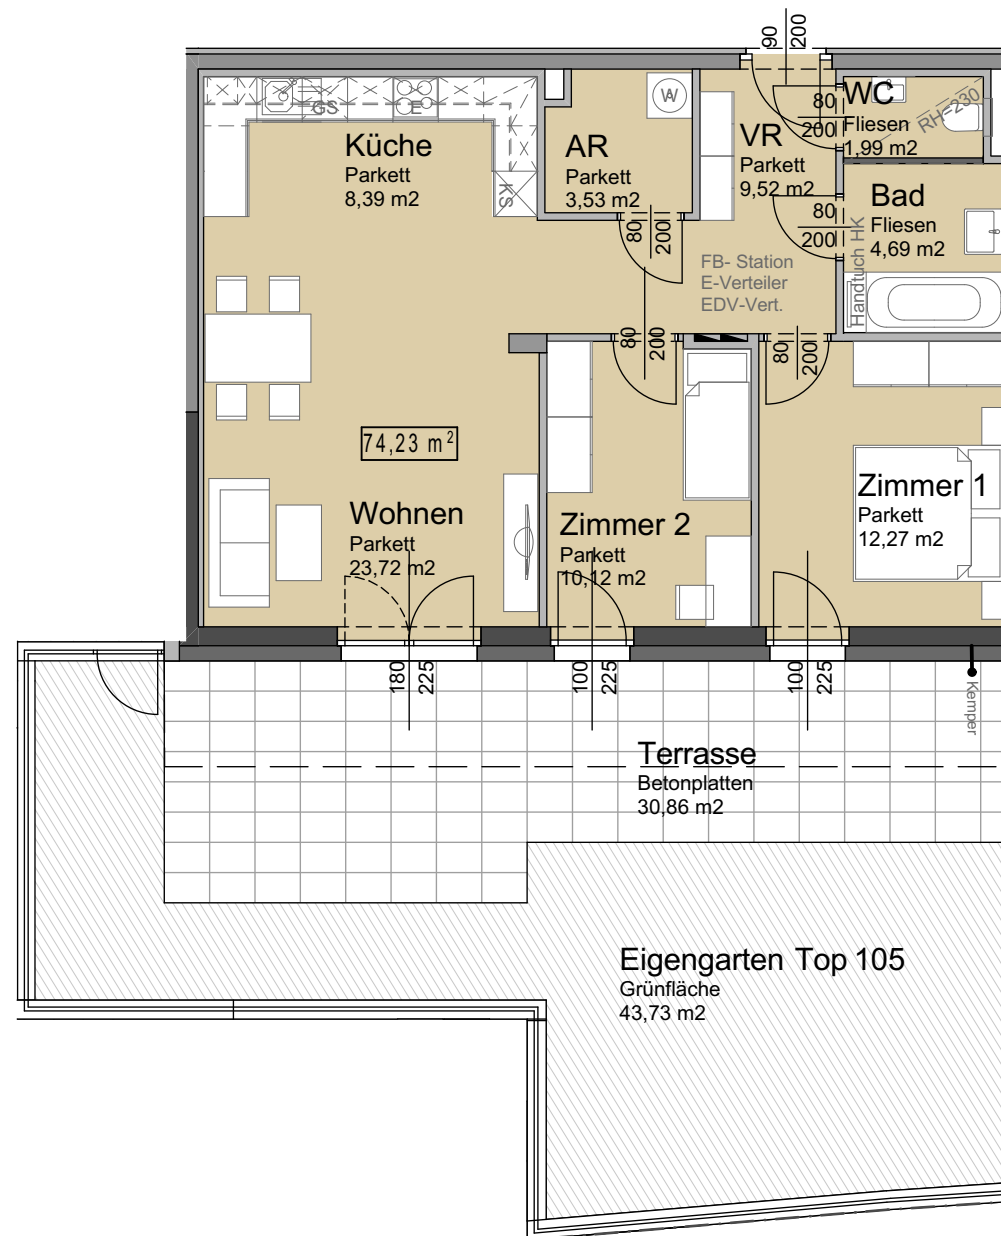 90
200
Küche
Parkett
8,39 m2
GS
E
KS
AR
Parkett
3,53 m2
W
VR
Parkett
9,52 m2
80
200
WC
Fliesen
1,99 m2
RH=230
80
200
Bad
Fliesen
4,69 m2
Handtuch HK
80
200
FB- Station
E-Verteiler
EDV-Vert.
80
200
80
200
74,23 m²
Wohnen
Parkett
23,72 m2
Zimmer 2
Parkett
10,12 m2
Zimmer 1
Parkett
12,27 m2
180
225
100
225
100
225
Kemper
Terrasse
Betonplatten
30,86 m2
Eigengarten Top 105
Grünfläche
43,73 m2